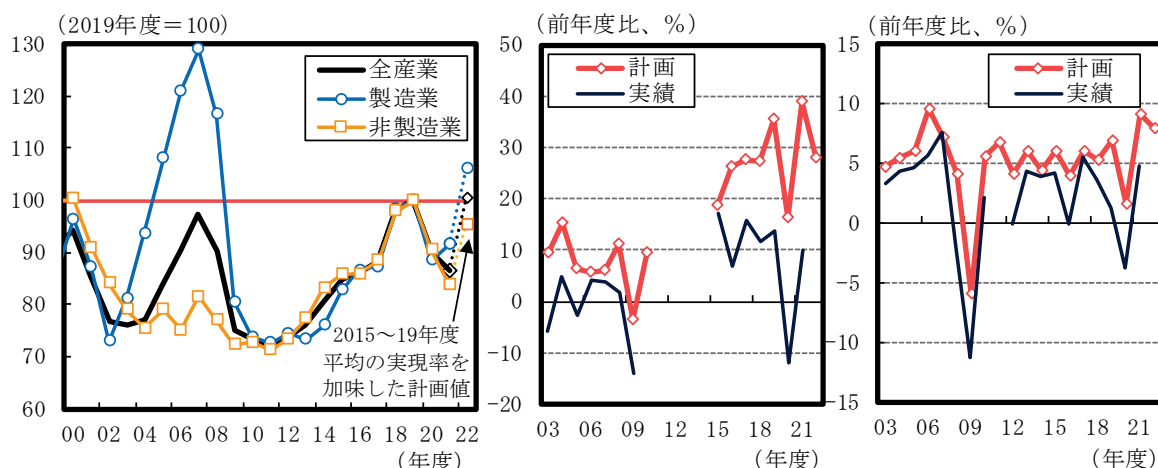 （2019年度＝100）
130
120
110
100
90
80
70
60
全産業
製造業
非製造業
2015～19年度
平均の実現率を
加味した計画値
00 02 04 06 08 10 12 14 16 18 20 22
（年度）
（前年度比、％）
50
40
30
20
10
0
−10
−20
計画
実績
03 06 09 15 18 21
（年度）
（前年度比、％）
15
10
5
0
−5
−10
−15
計画
実績
03 06 09 12 15 18 21
（年度）